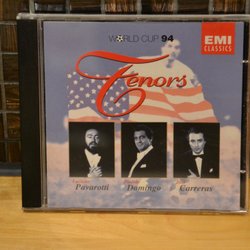 WORLD CUP 94
EMI
CLASSICS
Tenors
Pavarotti
Domingo
Carreras